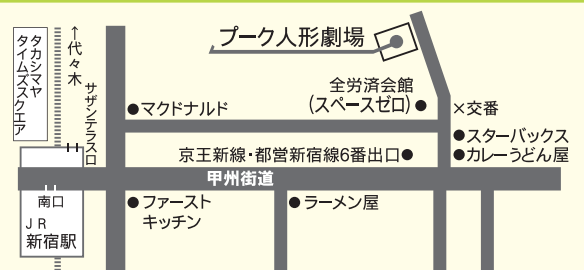 プーク人形劇場
↑代々木
タカシマヤ
タイムズスクエア
サザンテラス口
全労済会館
(スペースゼロ)●
●マクドナルド
×交番
●スターバックス
●カレーうどん屋
京王新線・都営新宿線6番出口●
甲州街道
南口
JR
新宿駅
●ファースト
キッチン
●ラーメン屋